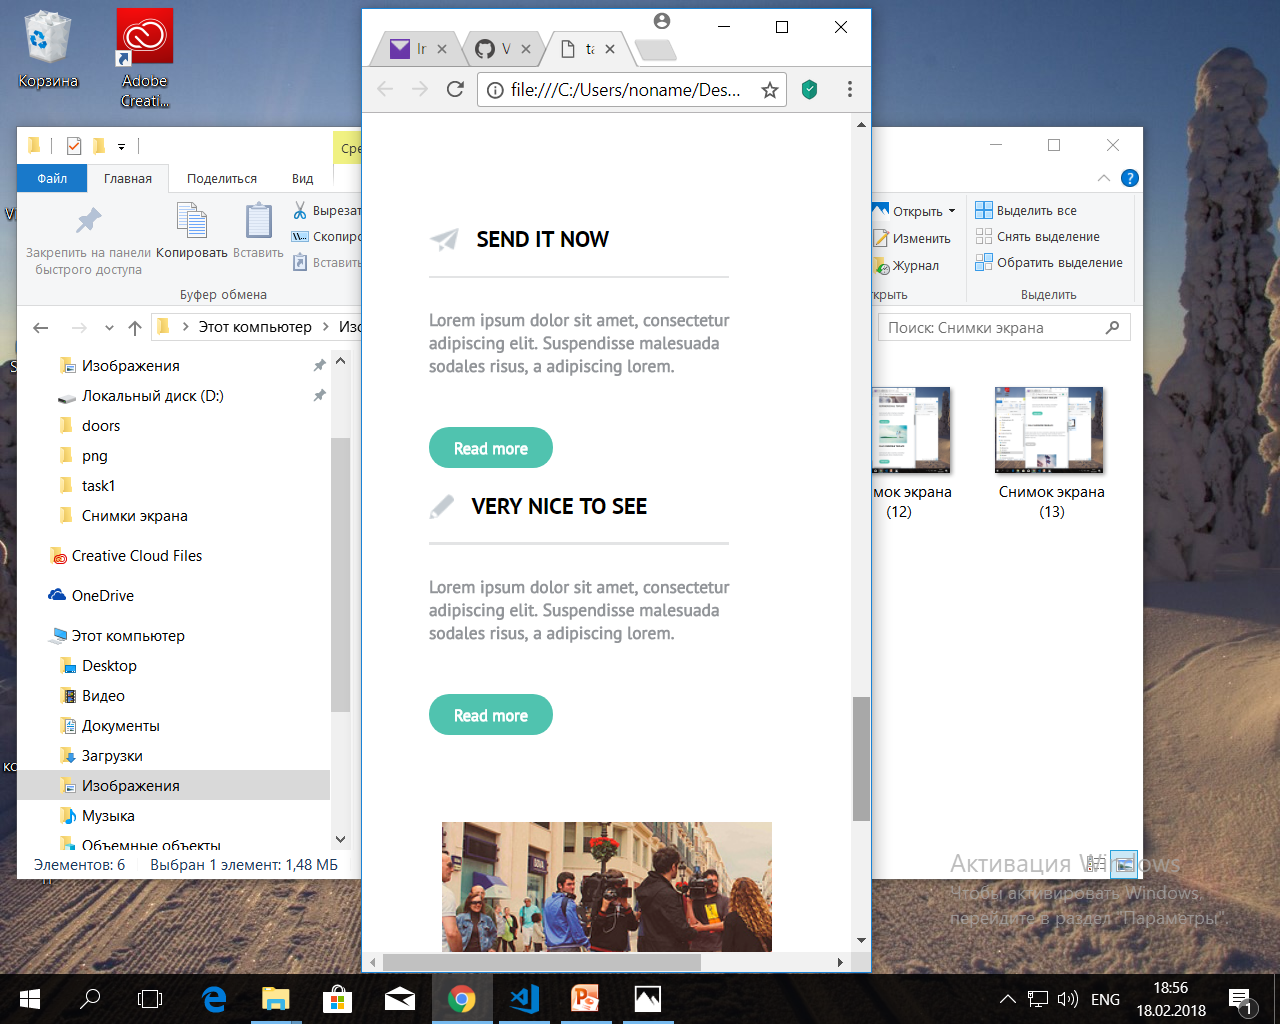 Корзина
Adobe
Creati...
Ir
V
ta
file:///C:/Users/noname/Des...
Сре
Файл
Главная
Поделиться
Вид
Закрепить на панели
быстрого доступа
Копировать
Вставить
Вырезат
Скопирс
Вставить
Буфер обмена
Открыть
Изменить
Журнал
крыть
Выделить все
Снять выделение
Обратить выделение
Выделить
Этот компьютер
Изо
Поиск: Снимки экрана
Изображения
Локальный диск (D:)
doors
png
task1
Снимки экрана
Creative Cloud Files
OneDrive
Этот компьютер
Desktop
Видео
Документы
Загрузки
Изображения
Музыка
Объемные объекты
Элементов: 6
Выбран 1 элемент: 1,48 МБ
SEND IT NOW
Lorem ipsum dolor sit amet, consectetur
adipiscing elit. Suspendisse malesuada
sodales risus, a adipiscing lorem.
Read more
VERY NICE TO SEE
Lorem ipsum dolor sit amet, consectetur
adipiscing elit. Suspendisse malesuada
sodales risus, a adipiscing lorem.
Read more
мок экрана
(12)
Снимок экрана
(13)
Активация Windows
Чтобы активировать Windows,
перейдите в раздел "Параметры".
ENG
18:56
18.02.2018
1